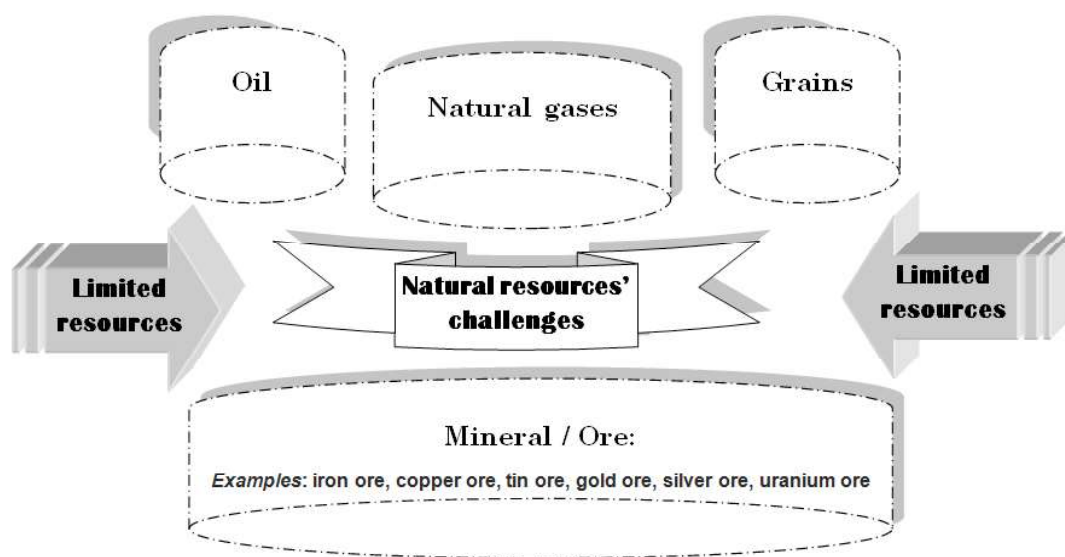 Oil
Natural gases
Grains
Limited
resources
Natural resources’
challenges
Limited
resources
Mineral / Ore:
Examples: iron ore, copper ore, tin ore, gold ore, silver ore, uranium ore